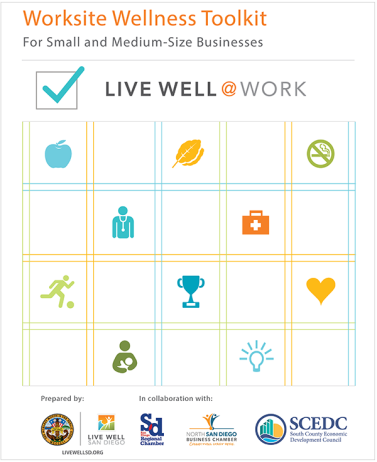 Worksite Wellness Toolkit
For Small and Medium-Size Businesses
LIVE WELL @ WORK
Prepared by:
In collaboration with:
LIVE WELL
SAN DIEGO
LIVEWELLSD.ORG
Sd
Regional
Chamber
NORTH SAN DIEGO
BUSINESS CHAMBER
SCEDC
South County Economic
Development Council